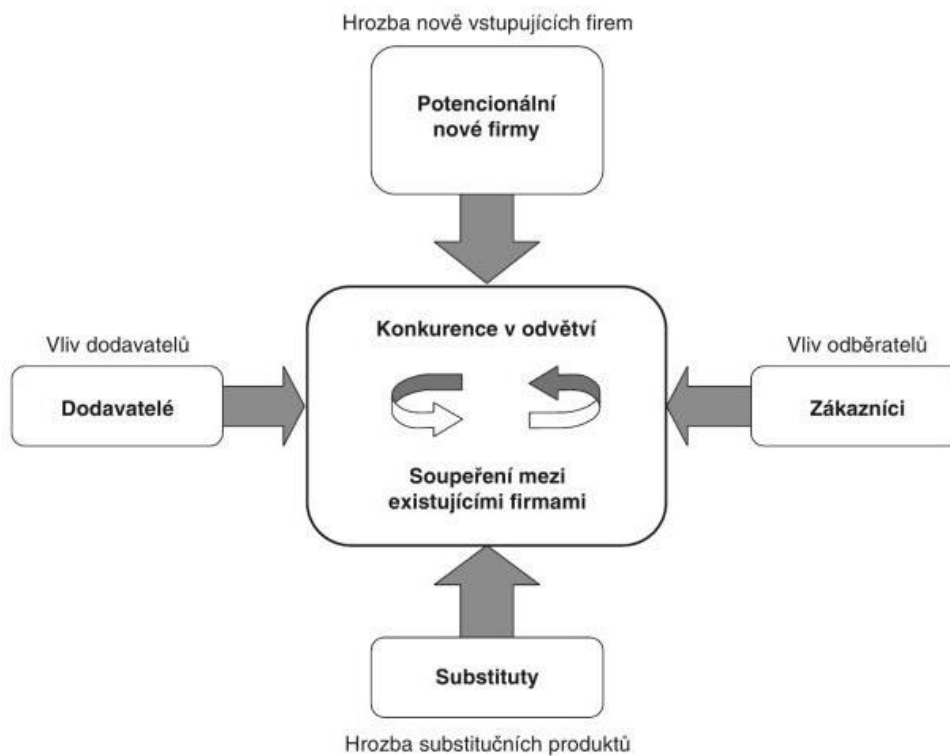 Hrozba nově vstupujících firem
Potencionální
nové firmy
Konkurence v odvětví
Vliv dodavatelů
Dodavatelé
Vliv odběratelů
Zákazníci
Soupeření mezi
existujícími firmami
Substituty
Hrozba substitučních produktů